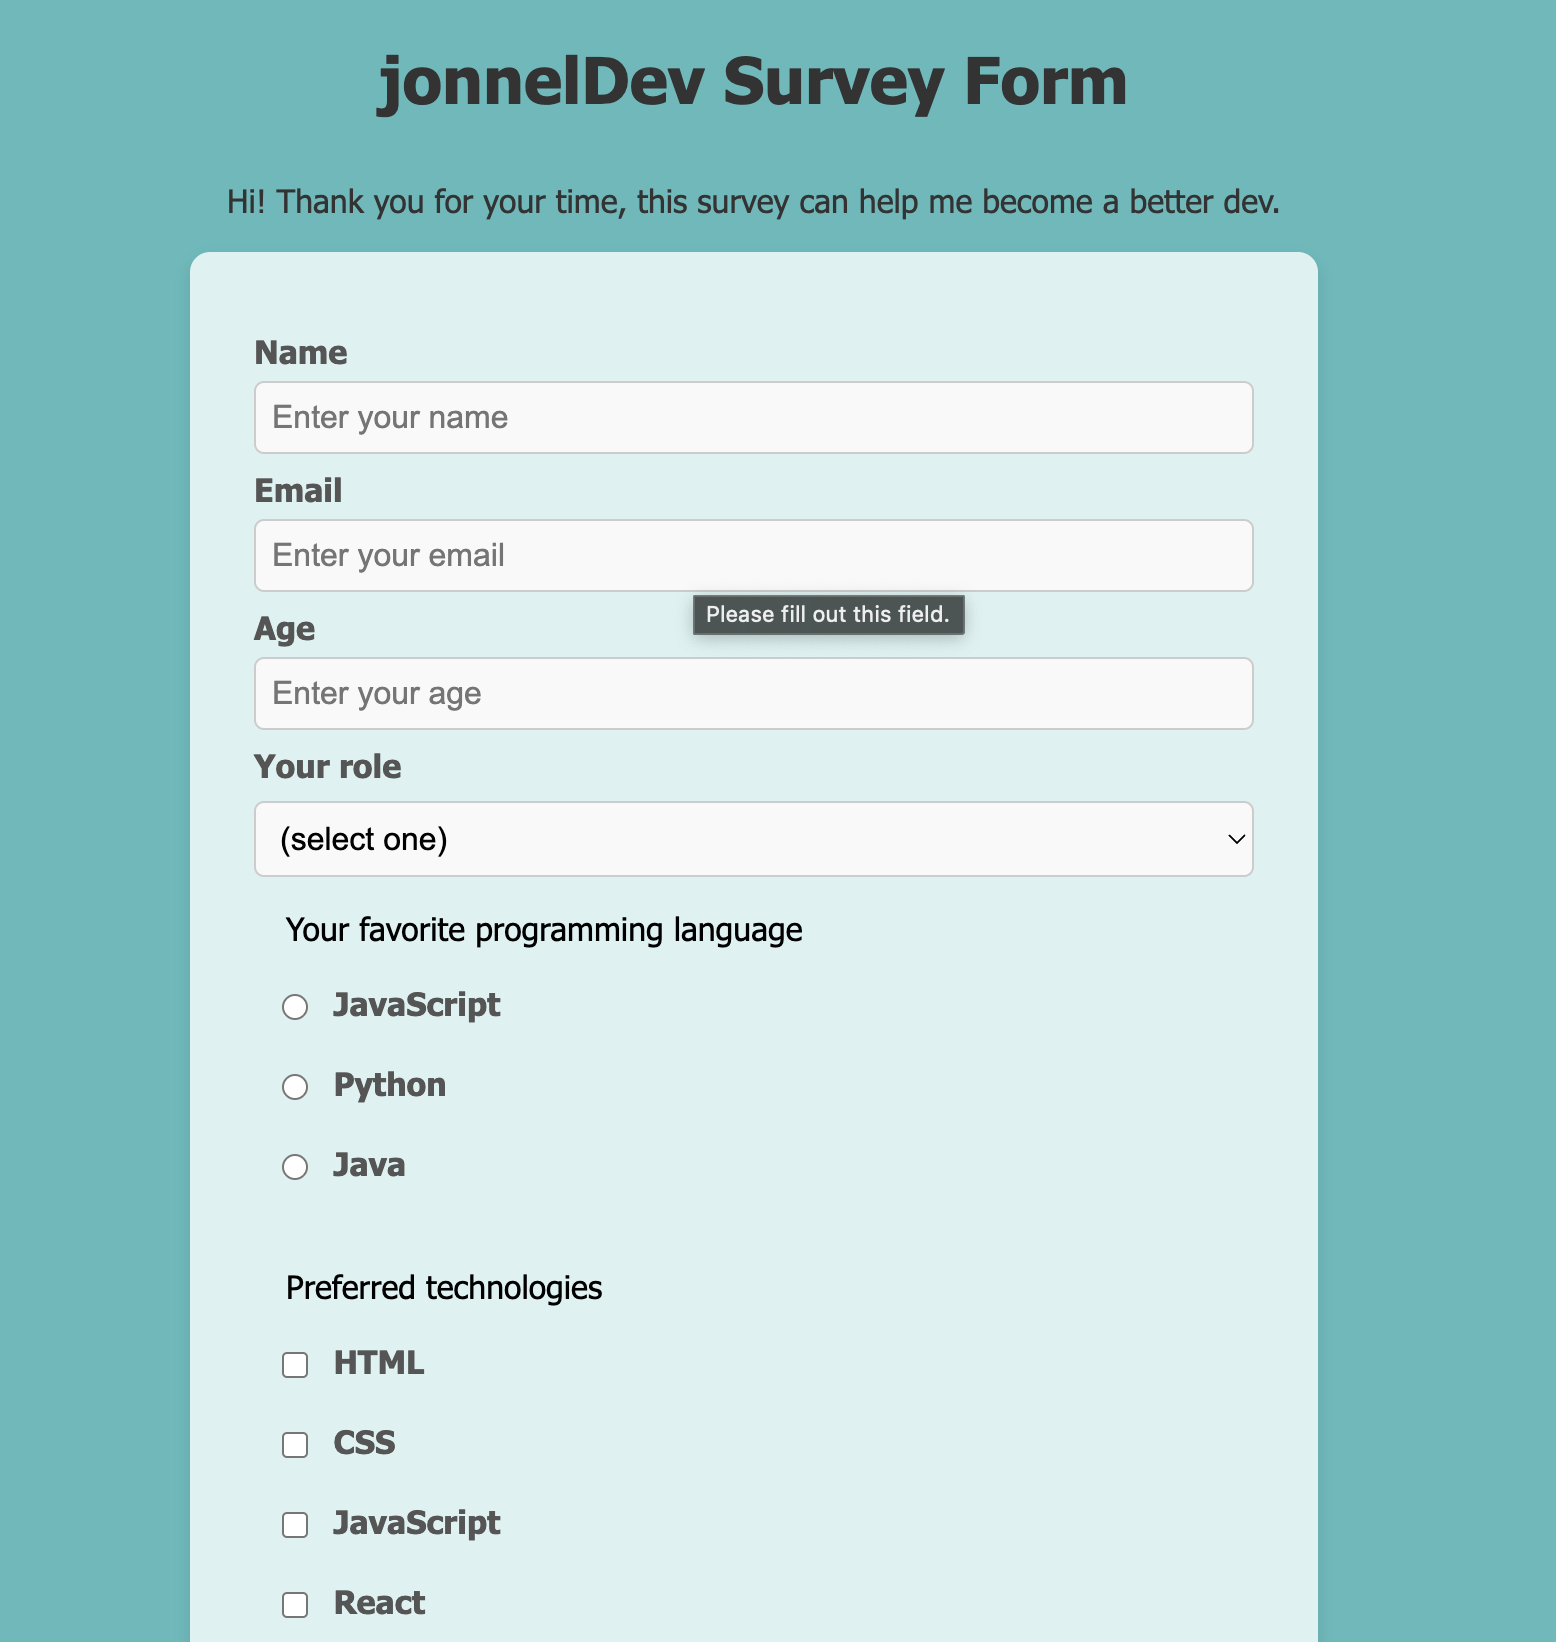 jonnelDev Survey Form
Hi! Thank you for your time, this survey can help me become a better dev.
Name
Enter your name
Email
Enter your email
Please fill out this field.
Age
Enter your age
Your role
(select one)
Your favorite programming language
JavaScript
Python
Java
Preferred technologies
HTML
CSS
JavaScript
React